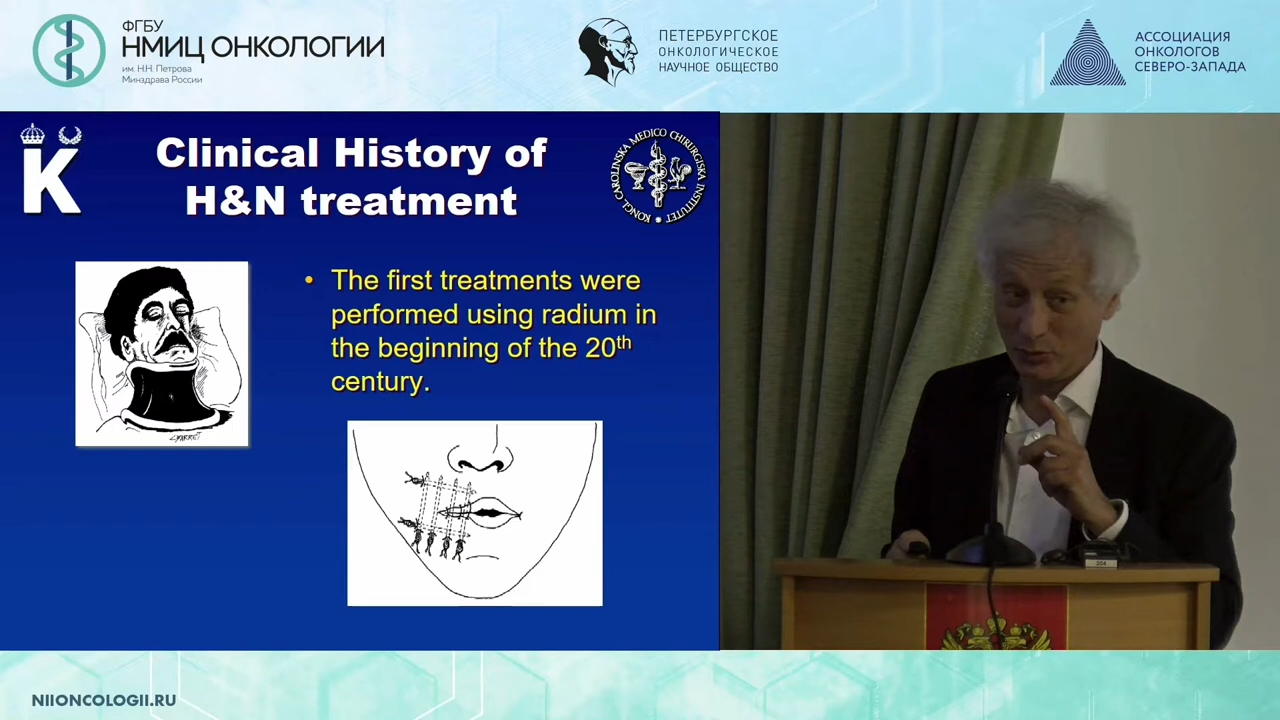 ФГБУ
НМИЦ ОНКОЛОГИИ
им. Н.Н. Петрова
Минздрава России
ПЕТЕРБУРГСКОЕ
ОНКОЛОГИЧЕСКОЕ
НАУЧНОЕ ОБЩЕСТВО
АССОЦИАЦИЯ
ОНКОЛОГОВ
СЕВЕРО-ЗАПАДА
K
Clinical History of
H&N treatment
KONGL CAROLINSKA MEDICO CHIRURGISKA INSTITUTET
• The first treatments were
performed using radium in
the beginning of the 20th
century.
204
NIIONCOLOGII.RU